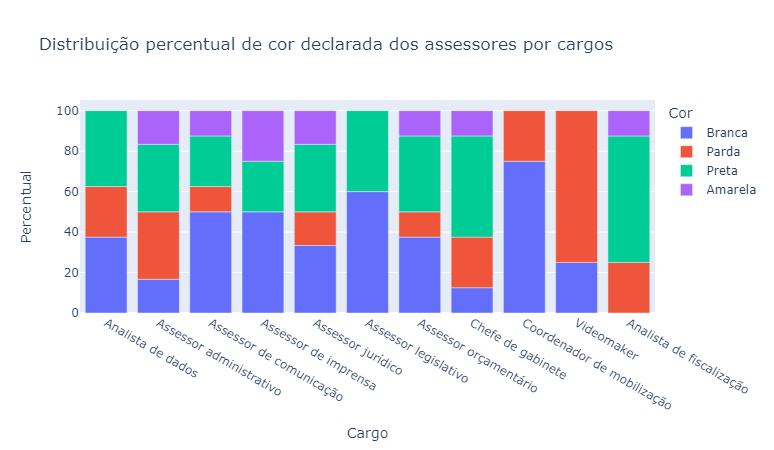 Distribuição percentual de cor declarada dos assessores por cargos
Cor
Branca
Parda
Preta
Amarela
Percentual
100
80
60
40
20
0
Analista de dados
Assessor administrativo
Assessor de comunicação
Assessor de imprensa
Assessor jurídico
Assessor legislativo
Assessor orçamentário
Chefe de gabinete
Coordenador de mobilização
Videomaker
Analista de fiscalização
Cargo